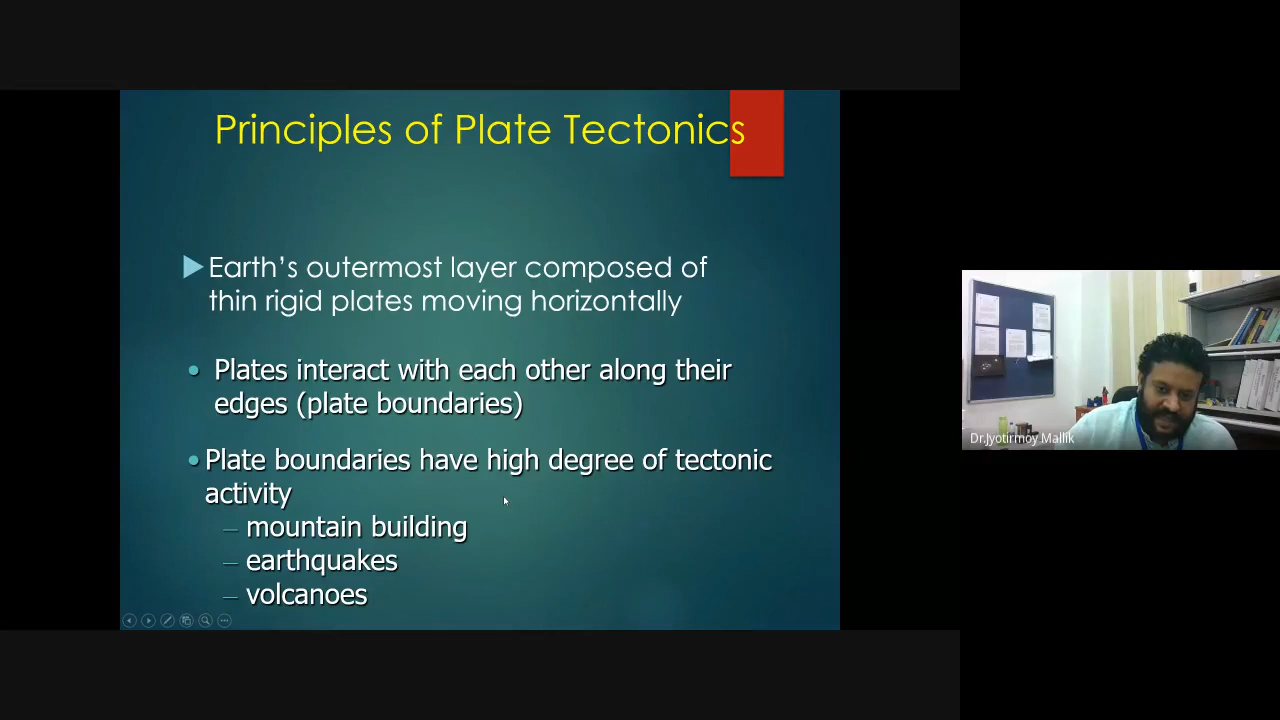 Principles of Plate Tectonics
Earth's outermost layer composed of
thin rigid plates moving horizontally
• Plates interact with each other along their
edges (plate boundaries)
• Plate boundaries have high degree of tectonic
activity
– mountain building
– earthquakes
– volcanoes
Dr.Jyotirmoy Mallik